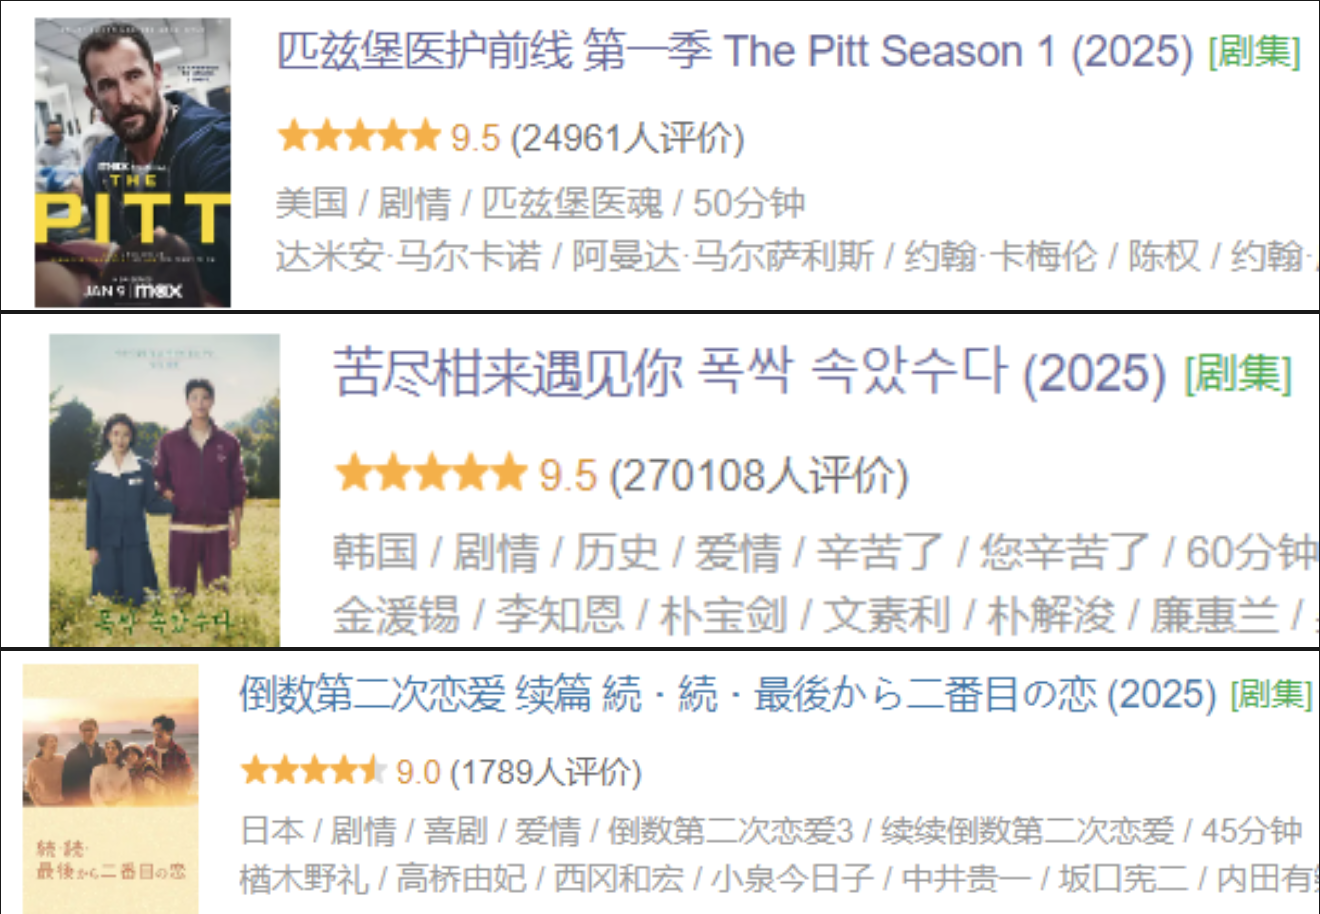 匹兹堡医护前线 第一季 The Pitt Season 1 (2025) [剧集]
9.5 (24961人评价)
美国 / 剧情 / 匹兹堡医魂 / 50分钟
达米安·马尔卡诺 / 阿曼达·马尔萨利斯 / 约翰·卡梅伦 / 陈权 / 约翰·
max
THE
PITT
JAN 9 | max
苦尽柑来遇见你 폭싹 속았수다 (2025) [剧集]
9.5 (270108人评价)
韩国 / 剧情 / 历史 / 爱情 / 辛苦了 / 您辛苦了 / 60分钟
金湲锡 / 李知恩 / 朴宝剑 / 文素利 / 朴解浚 / 廉惠兰 /
폭싹 속았수다
倒数第二次恋爱 续篇 続・続・最後から二番目の恋 (2025) [剧集]
9.0 (1789人评价)
日本 / 剧情 / 喜剧 / 爱情 / 倒数第二次恋爱3 / 续续倒数第二次恋爱 / 45分钟
楢木野礼 / 高桥由妃 / 西冈和宏 / 小泉今日子 / 中井贵一 / 坂口宪二 / 内田有
続・続・
最後から二番目の恋